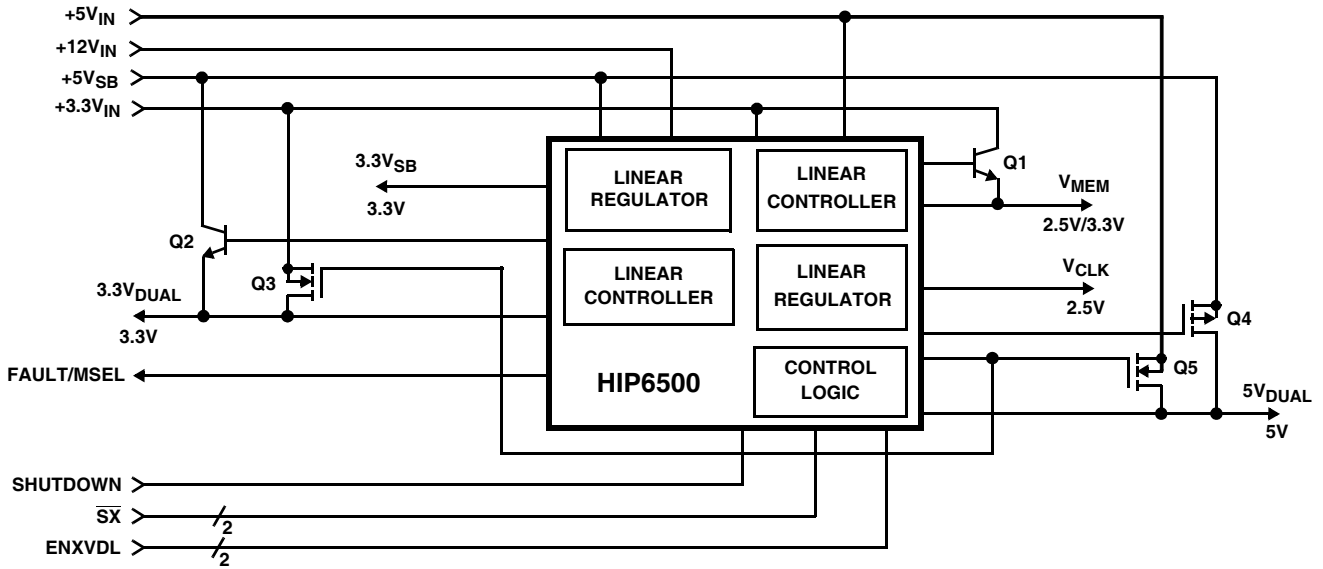 +5VIN
+12VIN
+5VSB
+3.3VIN
3.3VSB
3.3V
LINEAR
REGULATOR
LINEAR
CONTROLLER
Q1
VMEM
2.5V/3.3V
Q2
Q3
LINEAR
CONTROLLER
LINEAR
REGULATOR
VCLK
2.5V
3.3VDUAL
3.3V
Q4
FAULT/MSEL
HIP6500
CONTROL
LOGIC
Q5
5VDUAL
5V
SHUTDOWN
S̅X̅
2
ENXVDL
2